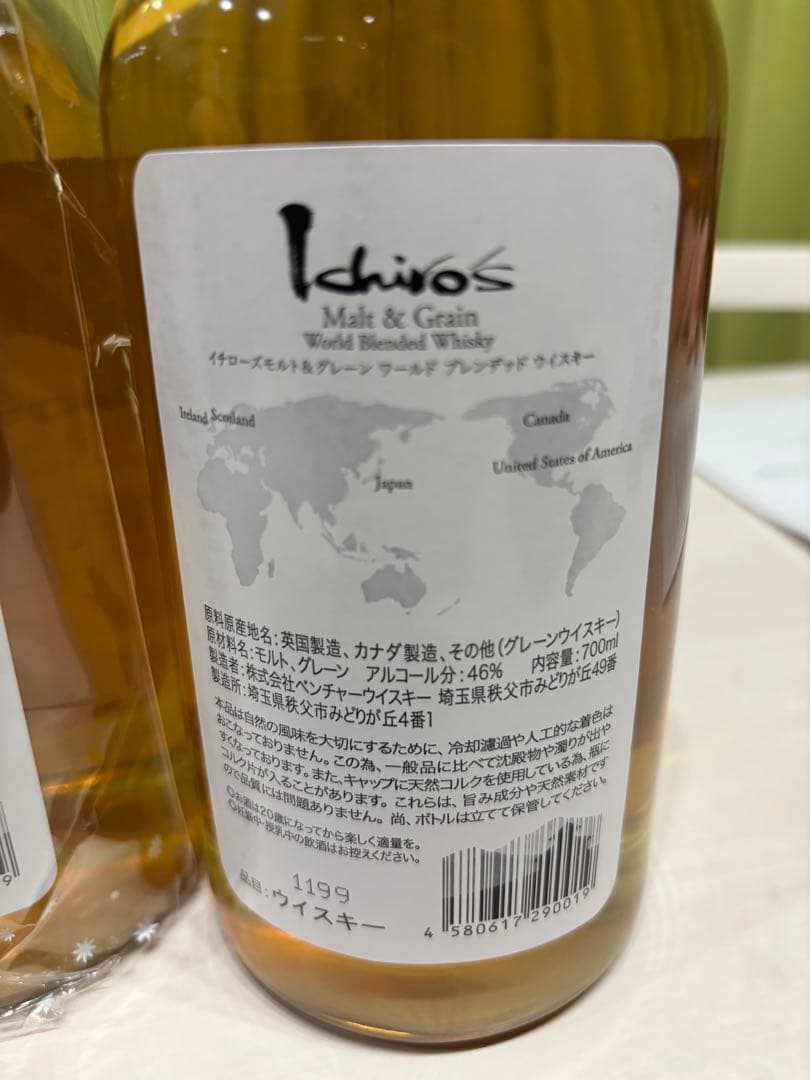 Ichiro's
Malt & Grain
World Blended Whisky
イチローズモルト&グレーン ワールド ブレンデッド ウイスキー
Ireland Scotland
Canada
United States of America
Japan
原料原産地名:英国製造、カナダ製造、その他(グレーンウイスキー)
原材料名:モルト、グレーン アルコール分:46% 内容量:700ml
製造者:株式会社ベンチャーウイスキー 埼玉県秩父市みどりが丘49番
製造所:埼玉県秩父市みどりが丘4番1
本品は自然の風味を大切にするために、冷却濾過や人工的な着色は
おこなっておりません。この為、一般品に比べて沈殿物や濁りが出や
すくなっております。また、キャップに天然コルクを使用している為、瓶に
コルク片が入ることがあります。これらは、旨み成分や天然素材です
ので品質には問題ありません。尚、ボトルは立てて保管してください。
◎お酒は20歳になってから楽しく適量を。
◎妊娠中・授乳中の飲酒はお控えください。
1199
品目:ウイスキー
4 580617 290019
9